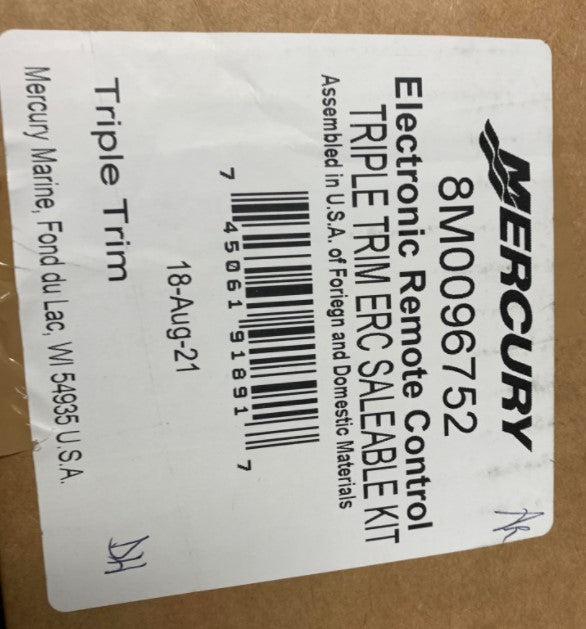 MERCURY
8M0096752
Electronic Remote Control
TRIPLE TRIM ERC SALEABLE KIT
Assembled in U.S.A. of Foriegn and Domestic Materials
7 45061 91891 7
18-Aug-21
Triple Trim
Mercury Marine, Fond du Lac, WI 54935 U.S.A.
DH